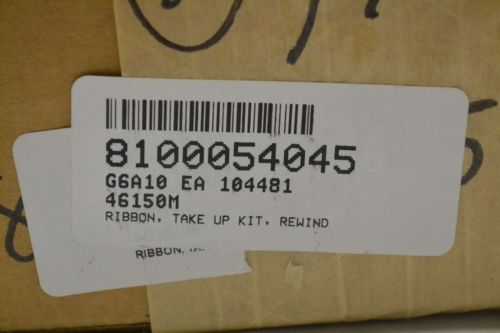 8100054045
G6A10 EA 104481
46150M
RIBBON, TAKE UP KIT, REWIND
RIBBON,